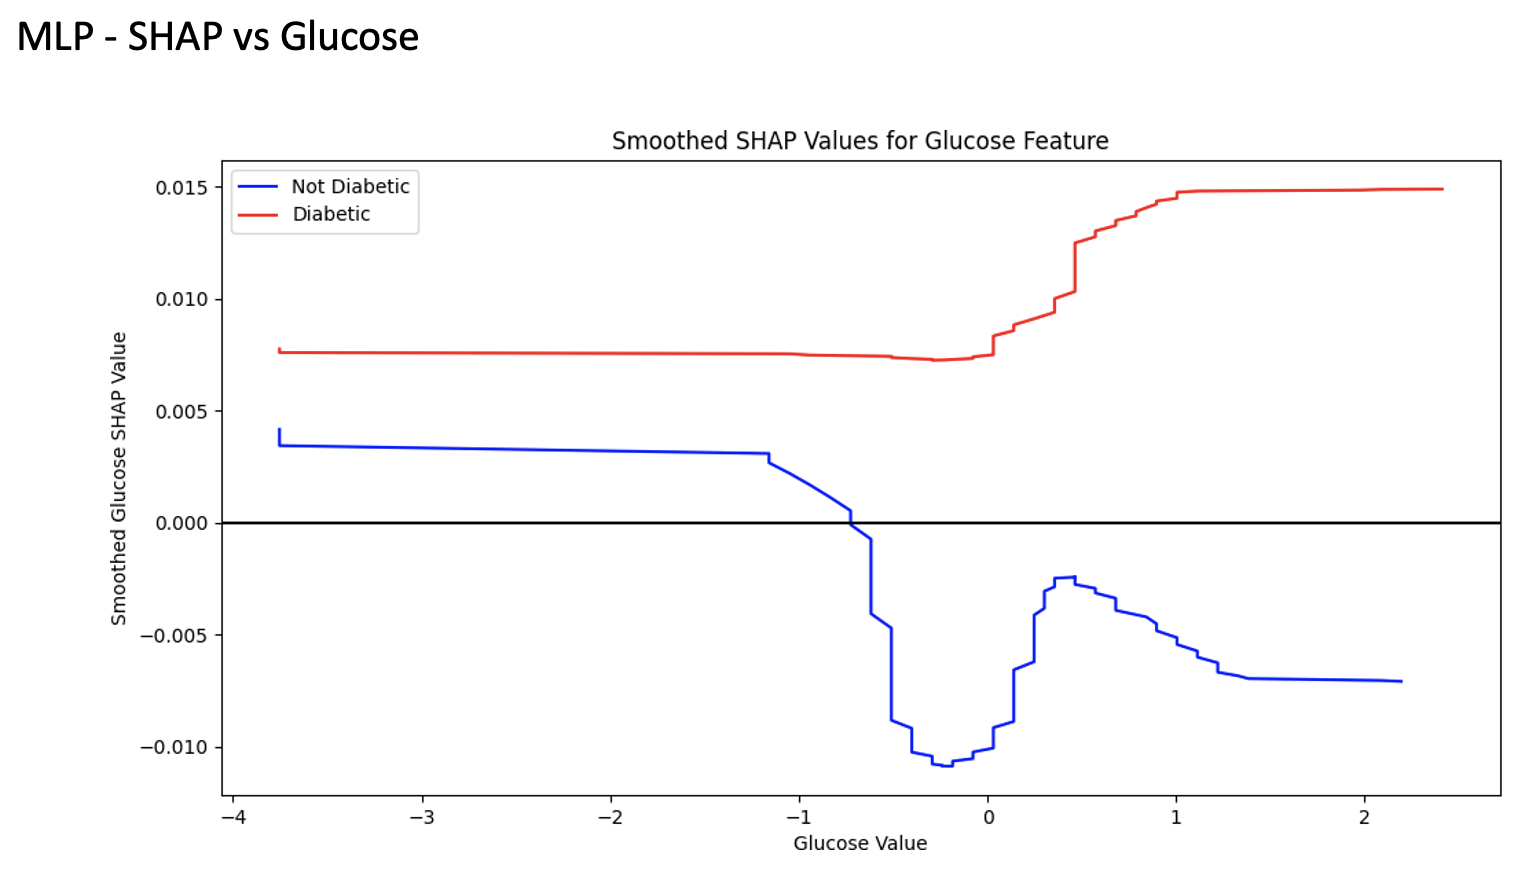 MLP - SHAP vs Glucose
Smoothed SHAP Values for Glucose Feature
Not Diabetic
Diabetic
Smoothed Glucose SHAP Value
0.015
0.010
0.005
0.000
−0.005
−0.010
−4
−3
−2
−1
0
1
2
Glucose Value